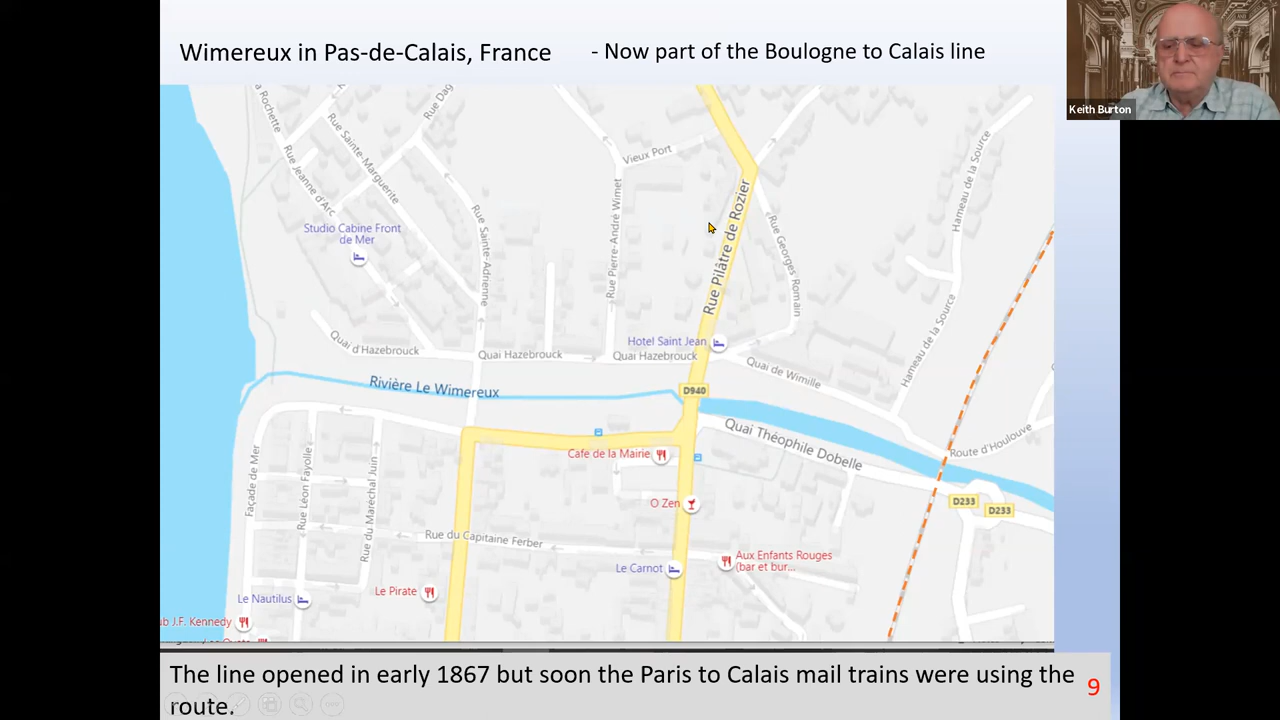 Wimereux in Pas-de-Calais, France - Now part of the Boulogne to Calais line
Keith Burton
Rochette
Rue Sainte-Marguerite
Rue Dag
Rue Jeanne d'Arc
Vieux Port
Studio Cabine Front
de Mer
Rue Sainte-Adrienne
Rue Pierre-André Wimet
Rue Pilâtre de Rozier
Rue Georges Romain
Hameau de la Source
Hameau de la Source
Quai d'Hazebrouck
Quai Hazebrouck
Quai Hazebrouck
Hotel Saint Jean
Quai de Wimille
Rivière Le Wimereux
D940
Quai Théophile Dobelle
Route d'Houlouve
Cafe de la Mairie
O Zen
D233
D233
Façade de Mer
Rue Léon Fayolle
Rue du Maréchal Juin
Rue du Capitaine Ferber
Aux Enfants Rouges
(bar et bur...
Le Carnot
Le Pirate
Le Nautilus
ub J.F. Kennedy
The line opened in early 1867 but soon the Paris to Calais mail trains were using the
route.
9